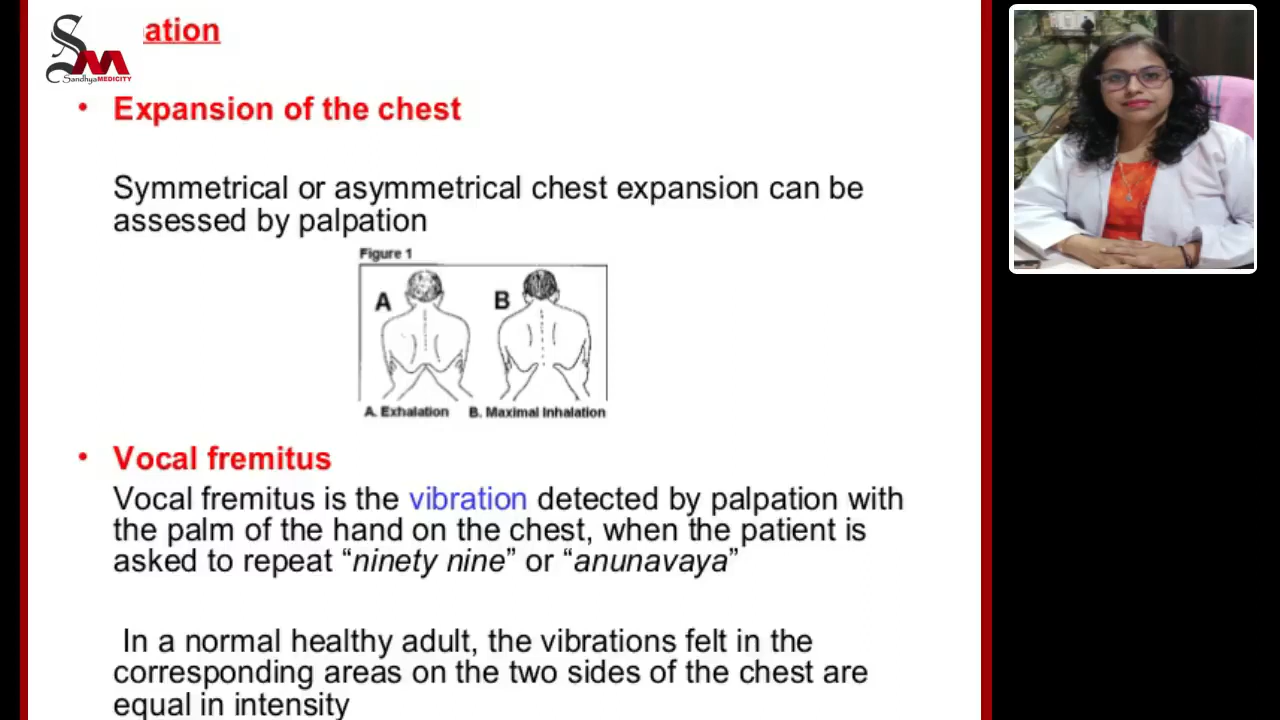 ation
SM
Sandhya MEDICITY
• Expansion of the chest
Symmetrical or asymmetrical chest expansion can be
assessed by palpation
Figure 1
A
B
A. Exhalation
B. Maximal Inhalation
• Vocal fremitus
Vocal fremitus is the vibration detected by palpation with
the palm of the hand on the chest, when the patient is
asked to repeat “ninety nine” or “anunavaya”
In a normal healthy adult, the vibrations felt in the
corresponding areas on the two sides of the chest are
equal in intensity